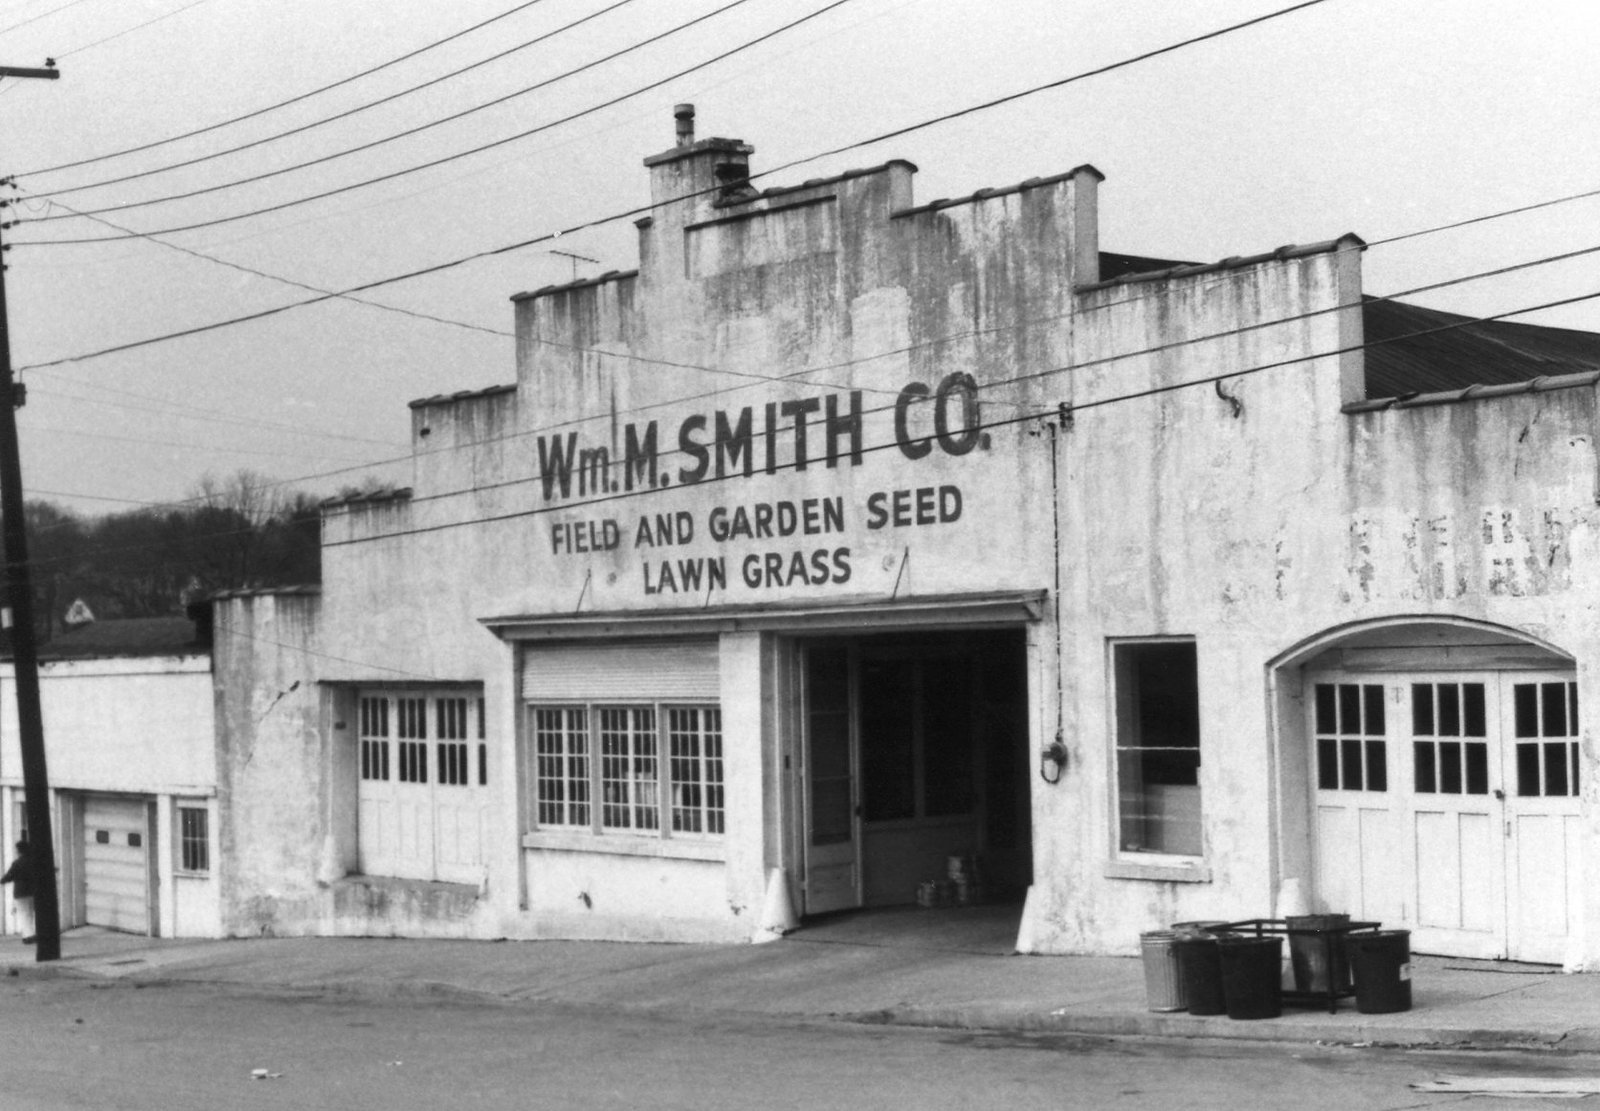 Wm. M. SMITH CO.
FIELD AND GARDEN SEED
LAWN GRASS